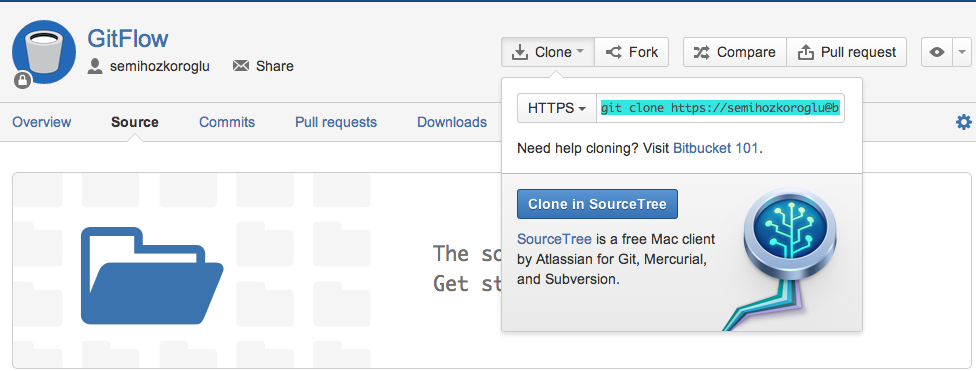 GitFlow
semihozkoroglu Share
Clone Fork Compare Pull request
Overview Source Commits Pull requests Downloads
HTTPS git clone https://semihozkoroglu@b
Need help cloning? Visit Bitbucket 101.
Clone in SourceTree
SourceTree is a free Mac client
by Atlassian for Git, Mercurial,
and Subversion.
The
Get